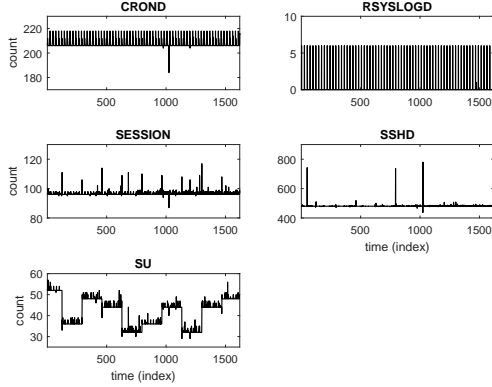 CROND
count
220
200
180
500 1000 1500
RSYSLOGD
10
5
0
500 1000 1500
SESSION
count
120
100
80
500 1000 1500
SSHD
800
600
400
500 1000 1500
time (index)
SU
count
60
50
40
30
500 1000 1500
time (index)